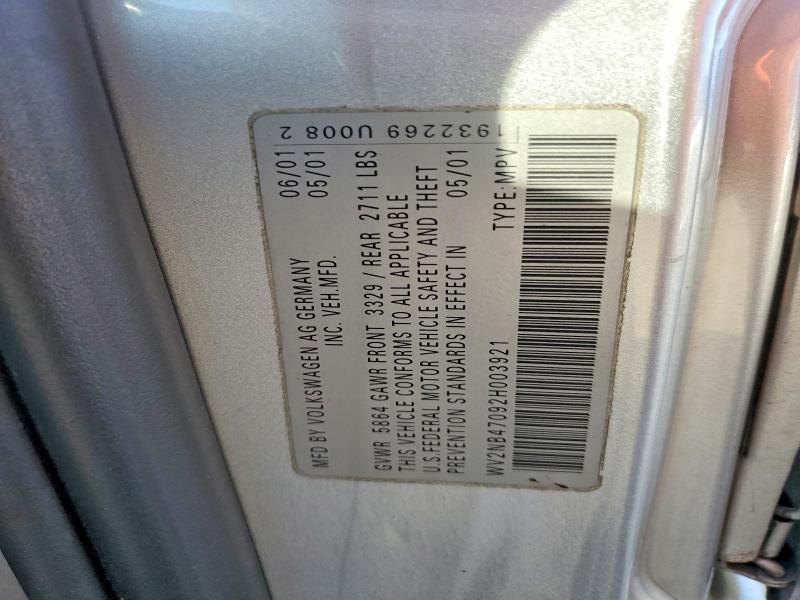 MFD BY VOLKSWAGEN AG GERMANY 06/01
INC. VEH.MFD. 05/01
GVWR 5864 GAWR FRONT 3329 / REAR 2711 LBS
THIS VEHICLE CONFORMS TO ALL APPLICABLE
U.S.FEDERAL MOTOR VEHICLE SAFETY AND THEFT
PREVENTION STANDARDS IN EFFECT IN 05/01
WV2NB47092H003921 TYPE:MPV
1932269 U008 2